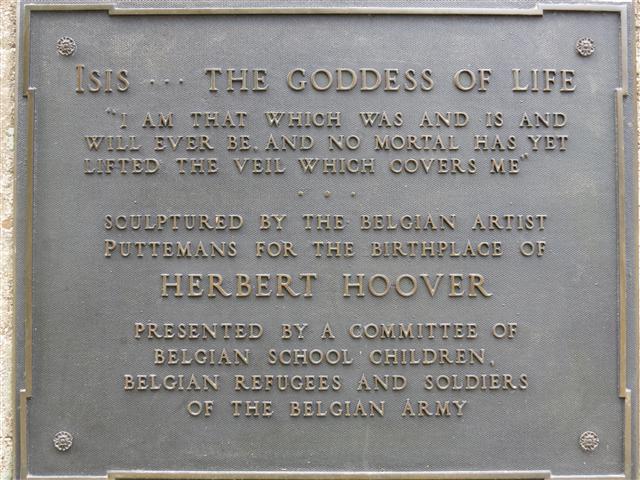 ISIS ··· THE GODDESS OF LIFE
"I AM THAT WHICH WAS AND IS AND
WILL EVER BE, AND NO MORTAL HAS YET
LIFTED THE VEIL WHICH COVERS ME"
· · ·
SCULPTURED BY THE BELGIAN ARTIST
PUTTEMANS FOR THE BIRTHPLACE OF
HERBERT HOOVER
PRESENTED BY A COMMITTEE OF
BELGIAN SCHOOL CHILDREN,
BELGIAN REFUGEES AND SOLDIERS
OF THE BELGIAN ARMY